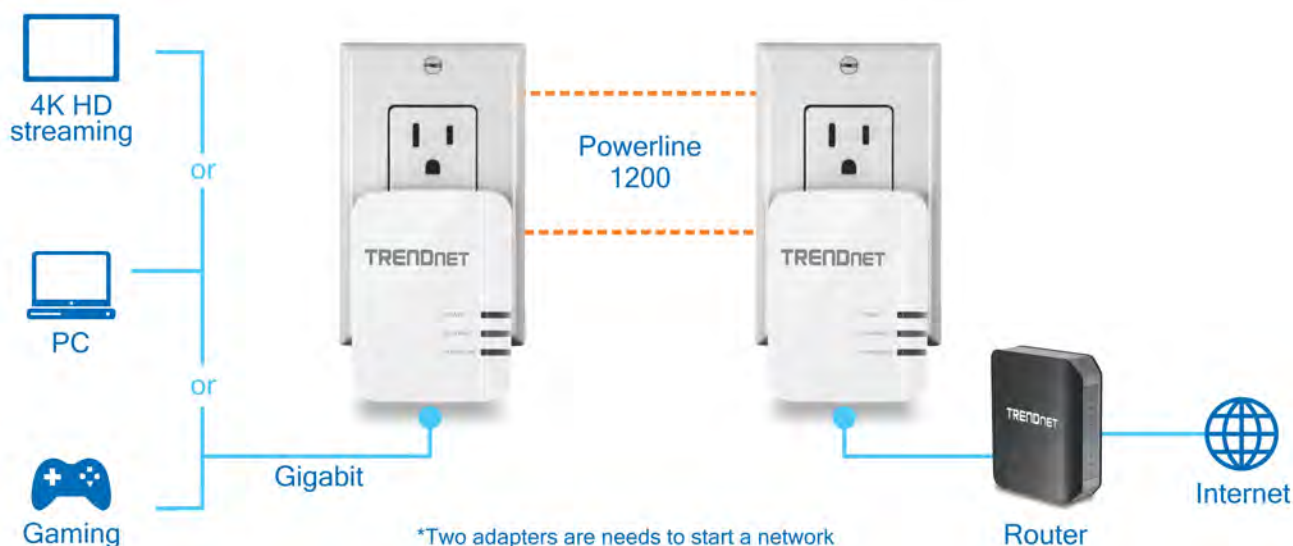 4K HD
streaming
or
PC
or
Gaming
Gigabit
TRENDNET
Powerline
1200
TRENDNET
TRENDNET
Router
Internet
*Two adapters are needs to start a network